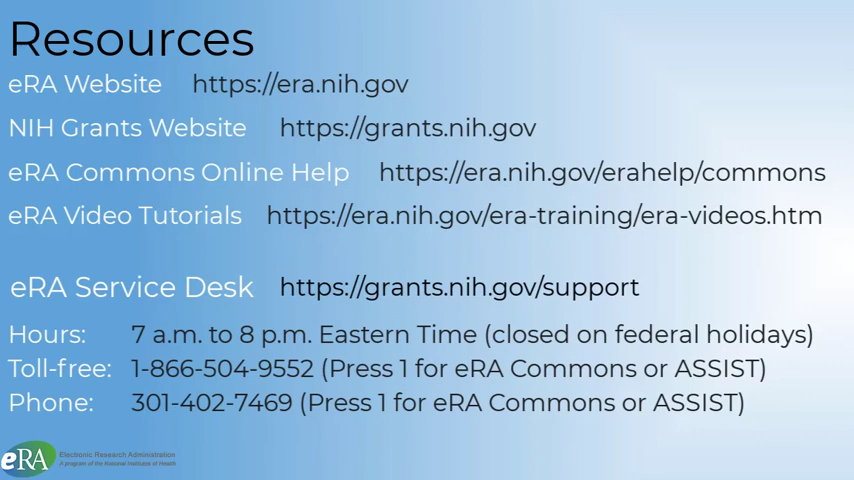 Resources
eRA Website https://era.nih.gov
NIH Grants Website https://grants.nih.gov
eRA Commons Online Help https://era.nih.gov/erahelp/commons
eRA Video Tutorials https://era.nih.gov/era-training/era-videos.htm
eRA Service Desk https://grants.nih.gov/support
Hours: 7 a.m. to 8 p.m. Eastern Time (closed on federal holidays)
Toll-free: 1-866-504-9552 (Press 1 for eRA Commons or ASSIST)
Phone: 301-402-7469 (Press 1 for eRA Commons or ASSIST)
eRA Electronic Research Administration
A program of the National Institutes of Health